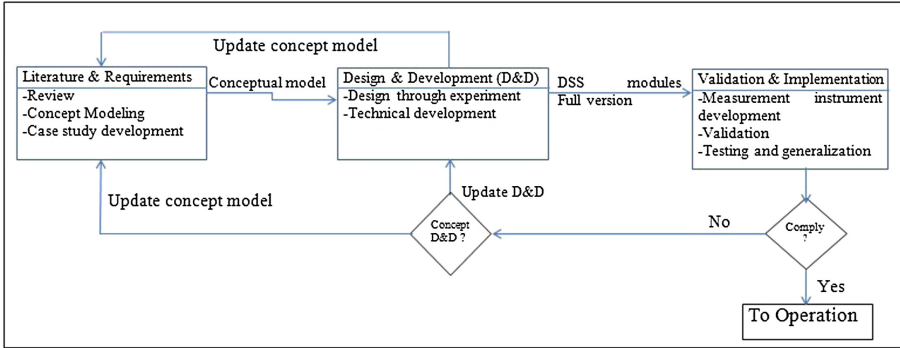 Update concept model
Literature & Requirements
-Review
-Concept Modeling
-Case study development
Conceptual model
Design & Development (D&D)
-Design through experiment
-Technical development
DSS modules
Full version
Validation & Implementation
-Measurement instrument
development
-Validation
-Testing and generalization
Update D&D
Update concept model
Concept
D&D ?
No
Comply
?
Yes
To Operation